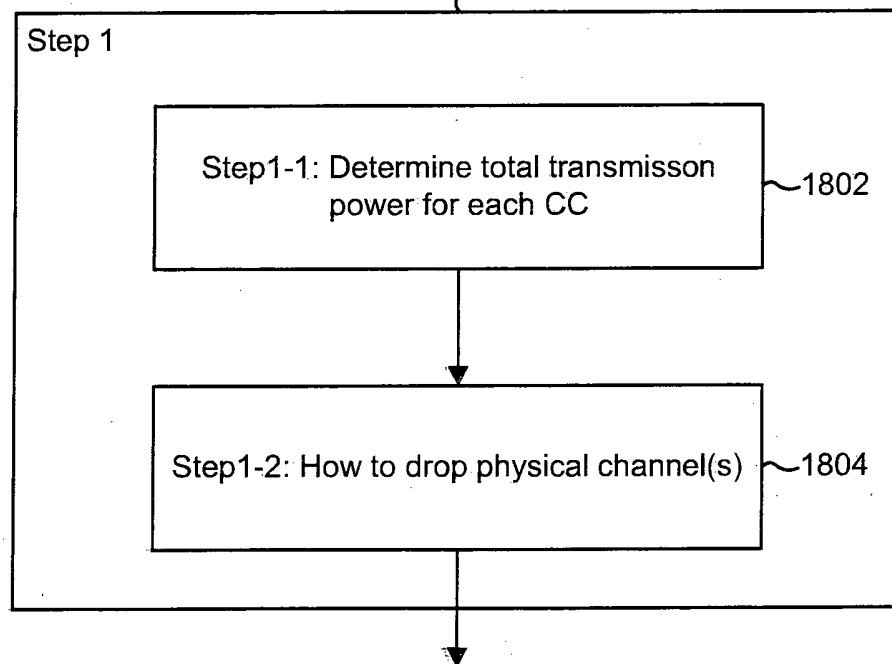 Step 1
Step1-1: Determine total transmisson
power for each CC
1802
Step1-2: How to drop physical channel(s)
1804